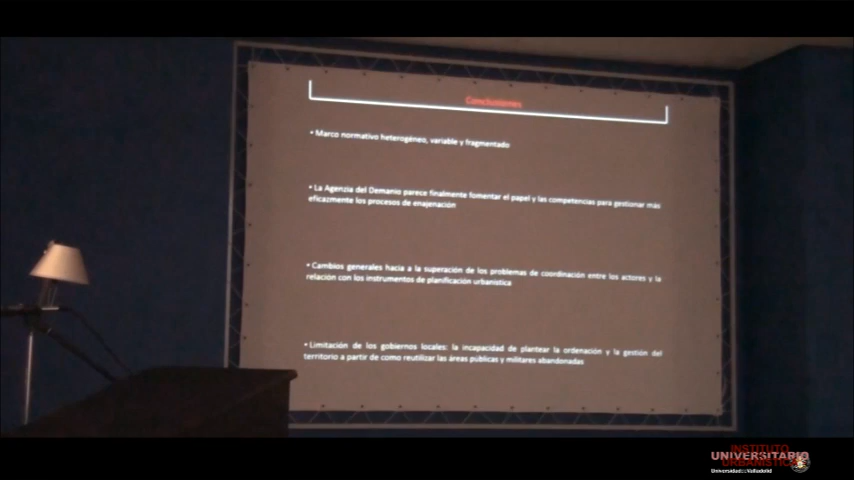 Conclusiones
• Marco normativo heterogéneo, variable y fragmentado
• La Agenzia del Demanio parece finalmente fomentar el papel y las competencias para gestionar más
eficazmente los procesos de enajenación
• Cambios generales hacia a la superación de los problemas de coordinación entre los actores y la
relación con los instrumentos de planificación urbanística
• Limitación de los gobiernos locales: la incapacidad de plantear la ordenación y la gestión del
territorio a partir de como reutilizar las áreas públicas y militares abandonadas
INSTITUTO
UNIVERSITARIO
URBANÍSTICA
Universidad de Valladolid